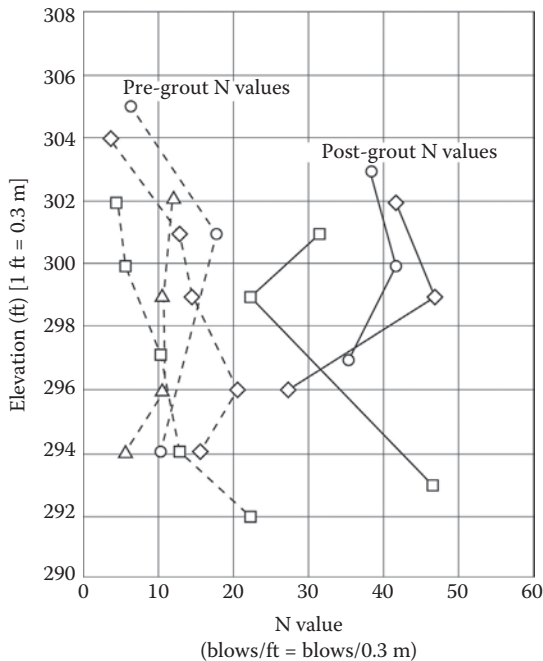 308
306
304
302
300
298
296
294
292
290
Elevation (ft) [1 ft = 0.3 m]
Pre-grout N values
Post-grout N values
0 10 20 30 40 50 60
N value
(blows/ft = blows/0.3 m)